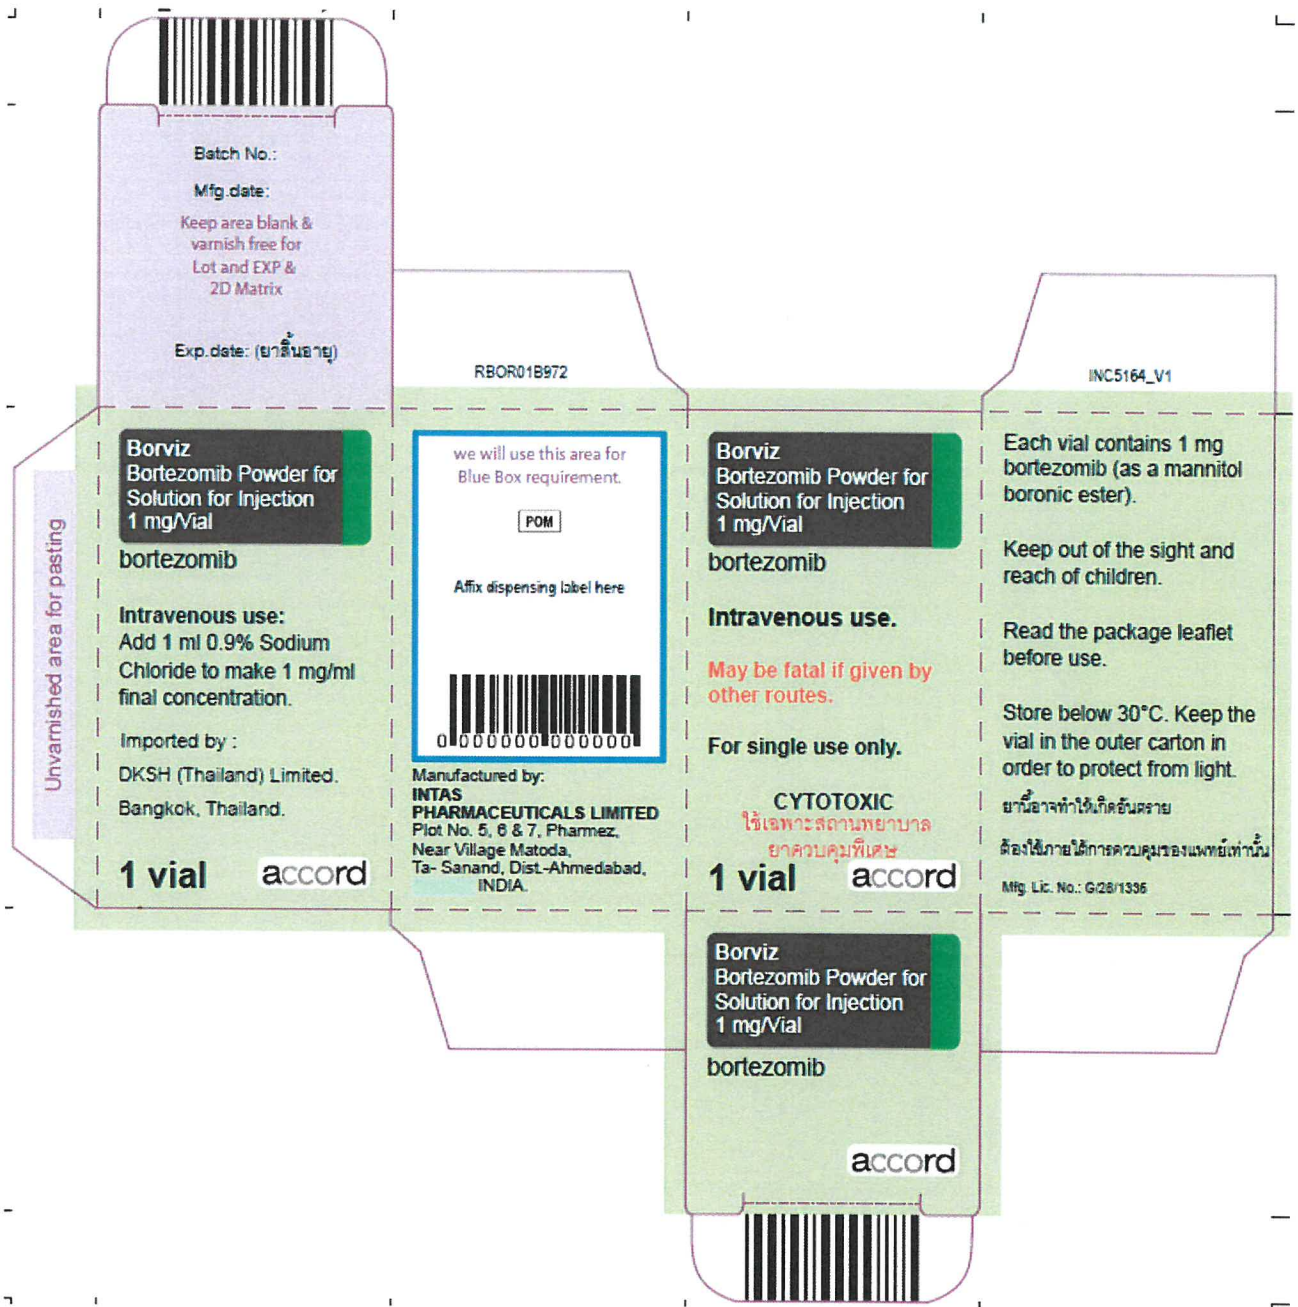 Batch No.:
Mfg.date:
Keep area blank &
varnish free for
Lot and EXP &
2D Matrix
Exp.date: (ยาสิ้นอายุ)
RBOR01B972
INC5164_V1
Unvarnished area for pasting
Borviz
Bortezomib Powder for
Solution for Injection
1 mg/Vial
bortezomib
Intravenous use:
Add 1 ml 0.9% Sodium
Chloride to make 1 mg/ml
final concentration.
Imported by :
DKSH (Thailand) Limited.
Bangkok, Thailand.
1 vial
accord
we will use this area for
Blue Box requirement.
POM
Affix dispensing label here
0 000000 000000
Manufactured by:
INTAS
PHARMACEUTICALS LIMITED
Plot No. 5, 6 & 7, Pharmez,
Near Village Matoda,
Ta- Sanand, Dist.-Ahmedabad,
INDIA.
Borviz
Bortezomib Powder for
Solution for Injection
1 mg/Vial
bortezomib
Intravenous use.
May be fatal if given by
other routes.
For single use only.
CYTOTOXIC
ใช้เฉพาะสถานพยาบาล
ยาควบคุมพิเศษ
1 vial
accord
Each vial contains 1 mg
bortezomib (as a mannitol
boronic ester).
Keep out of the sight and
reach of children.
Read the package leaflet
before use.
Store below 30°C. Keep the
vial in the outer carton in
order to protect from light.
ยานี้อาจทำให้เกิดอันตราย
ต้องใช้ภายใต้การควบคุมของแพทย์เท่านั้น
Mfg. Lic. No.: G/28/1336
Borviz
Bortezomib Powder for
Solution for Injection
1 mg/Vial
bortezomib
accord